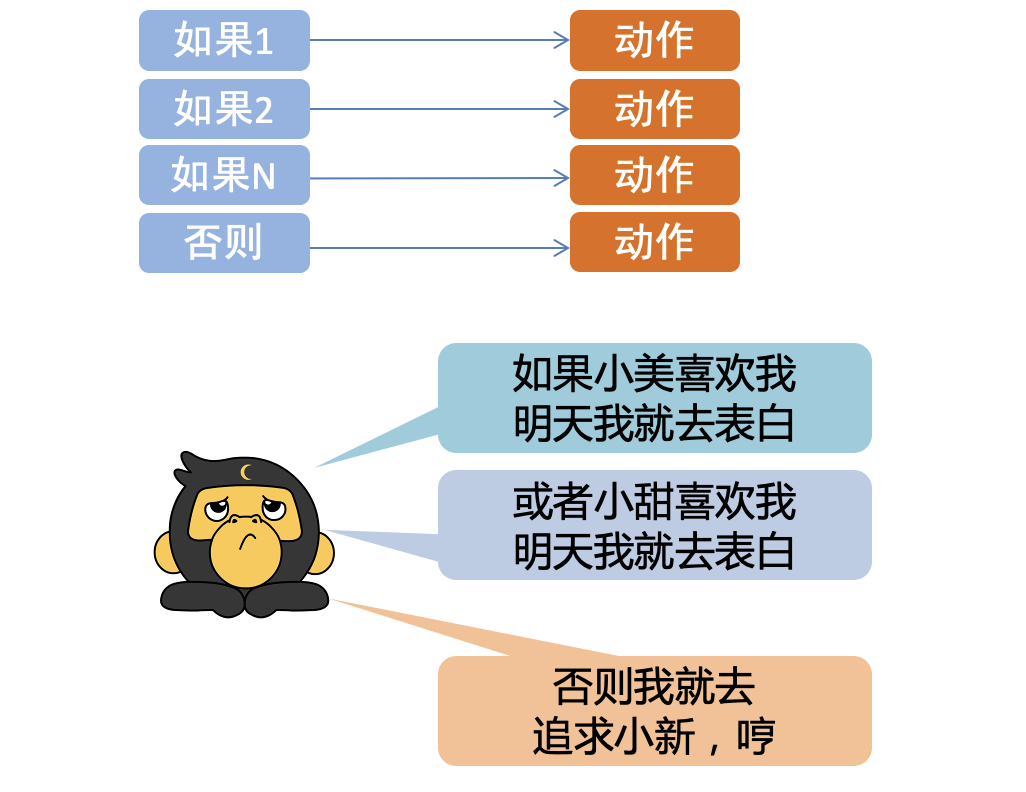 如果1
动作
如果2
动作
如果N
动作
否则
动作
如果小美喜欢我
明天我就去表白
或者小甜喜欢我
明天我就去表白
否则我就去
追求小新，哼